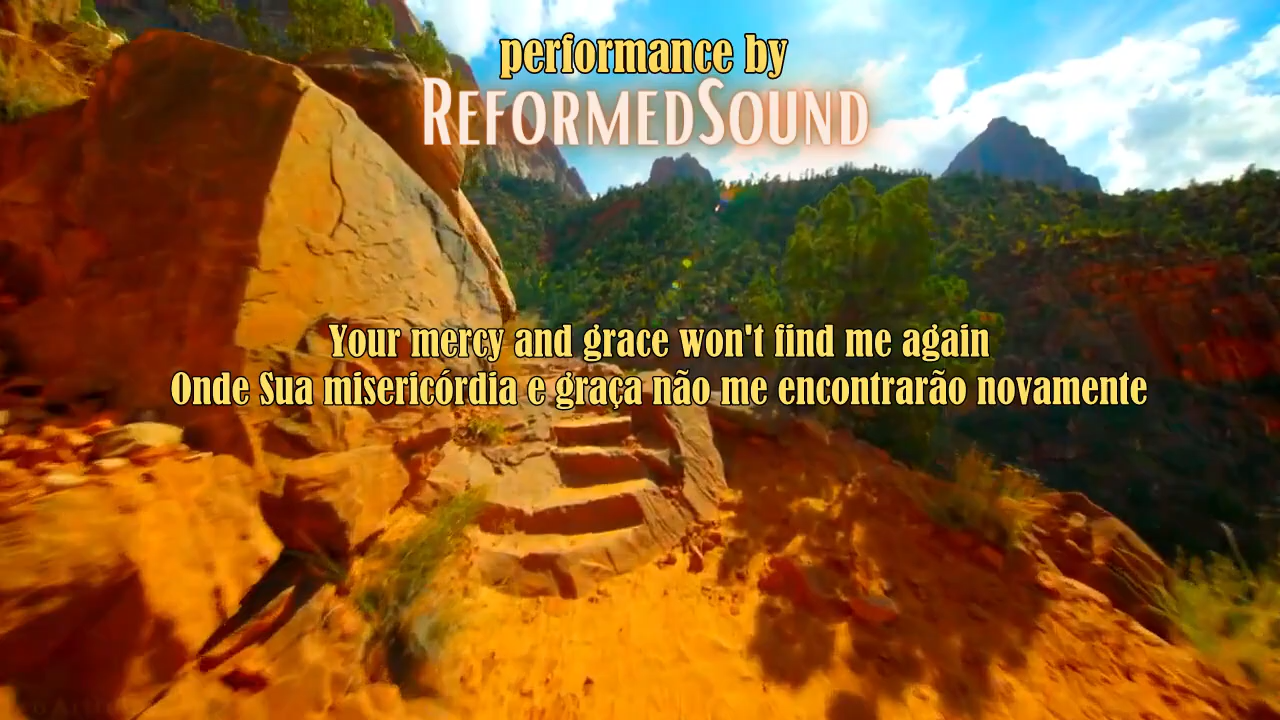 performance by
ReformedSound
Your mercy and grace won't find me again
Onde Sua misericórdia e graça não me encontrarão novamente